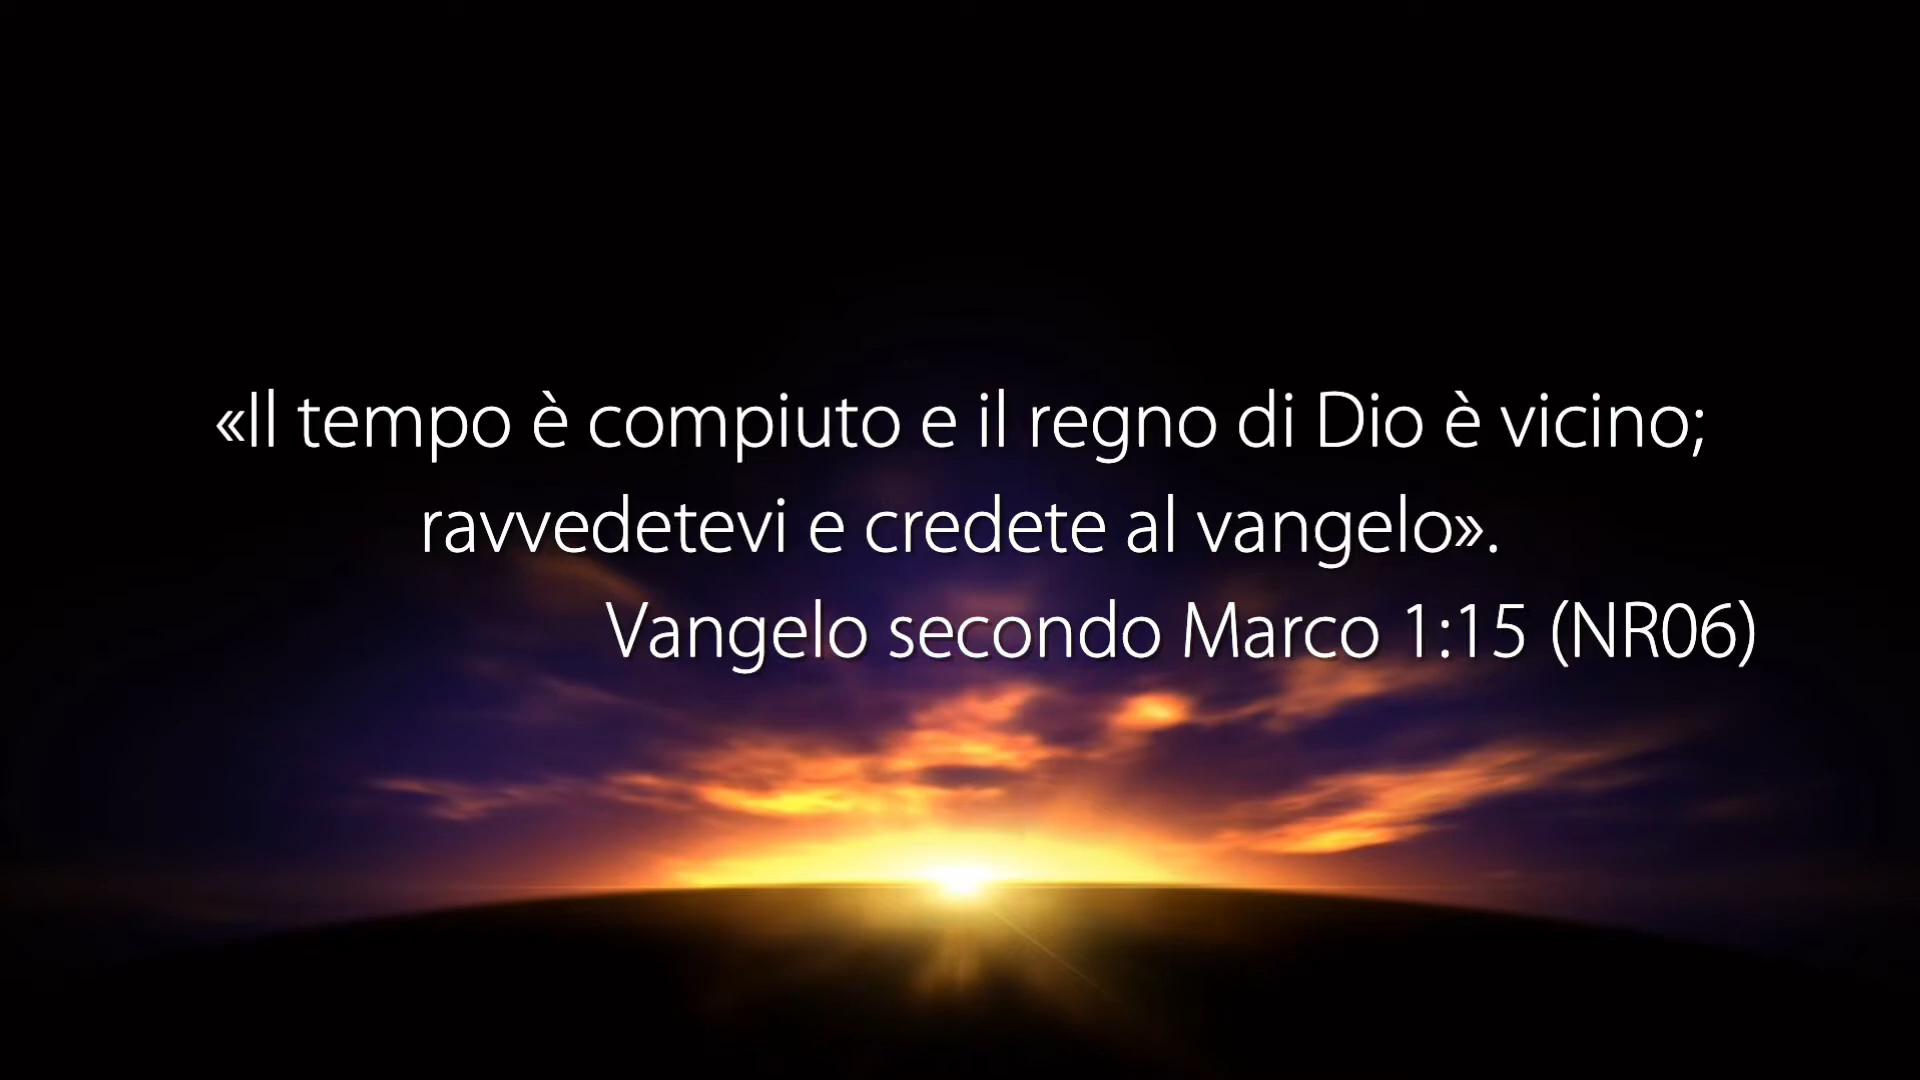 «Il tempo è compiuto e il regno di Dio è vicino;
ravvedetevi e credete al vangelo».
Vangelo secondo Marco 1:15 (NR06)